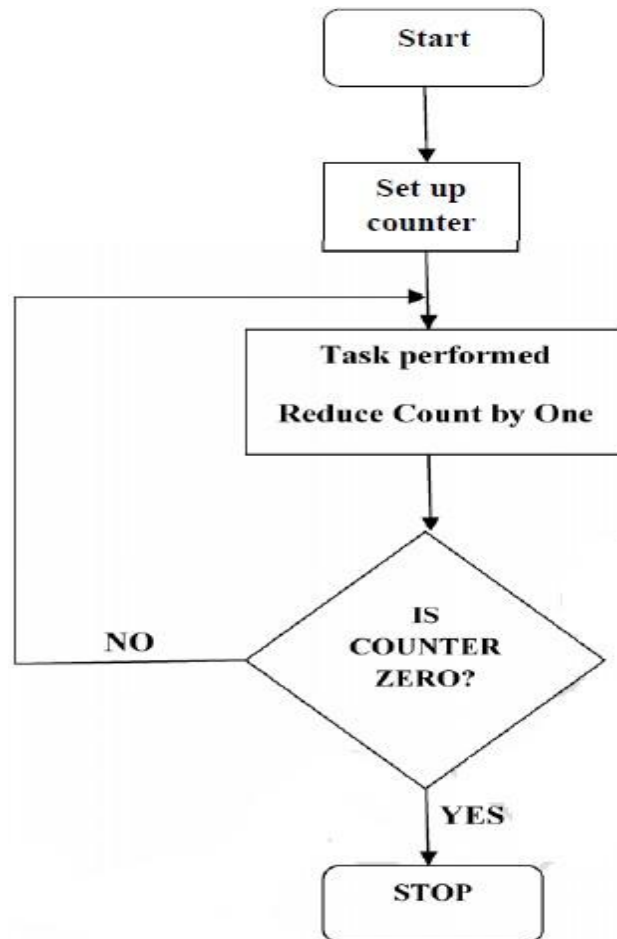 Start
Set up
counter
Task performed
Reduce Count by One
IS
COUNTER
ZERO?
NO
YES
STOP